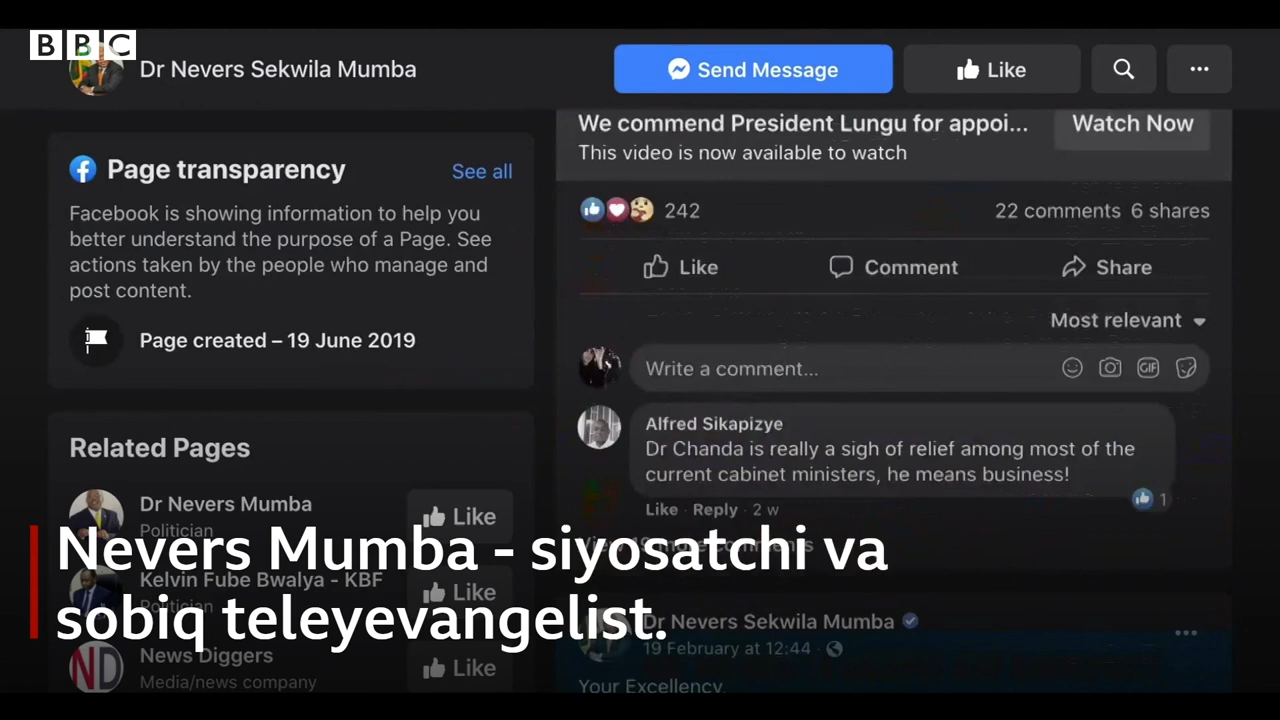 BBC
Dr Nevers Sekwila Mumba
Send Message
Like
Page transparency
See all
Facebook is showing information to help you
better understand the purpose of a Page. See
actions taken by the people who manage and
post content.
Page created – 19 June 2019
Related Pages
Dr Nevers Mumba
Politician
Like
Kelvin Fube Bwalya - KBF
Politician
Like
News Diggers
Media/news company
Like
ND
We commend President Lungu for appoi...
Watch Now
This video is now available to watch
242
22 comments 6 shares
Like
Comment
Share
Most relevant
Write a comment...
GIF
Alfred Sikapizye
Dr Chanda is really a sigh of relief among most of the
current cabinet ministers, he means business!
1
Like · Reply · 2 w
Dr Nevers Sekwila Mumba
19 February at 12:44
Your Excellency
Nevers Mumba - siyosatchi va
sobiq teleyevangelist.